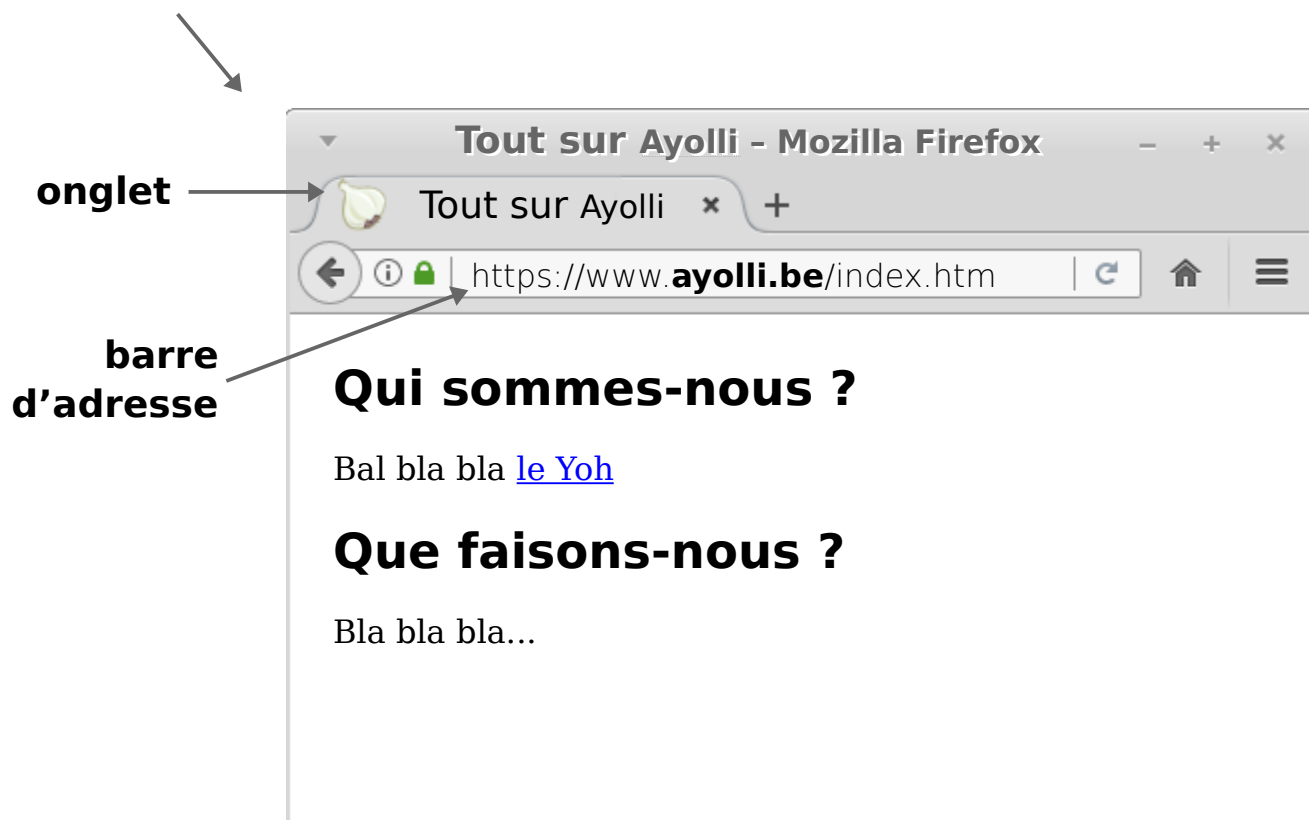 Tout sur Ayolli – Mozilla Firefox
onglet
Tout sur Ayolli
https://www.ayolli.be/index.htm
barre
d’adresse
Qui sommes-nous ?
Bal bla bla le Yoh
Que faisons-nous ?
Bla bla bla...